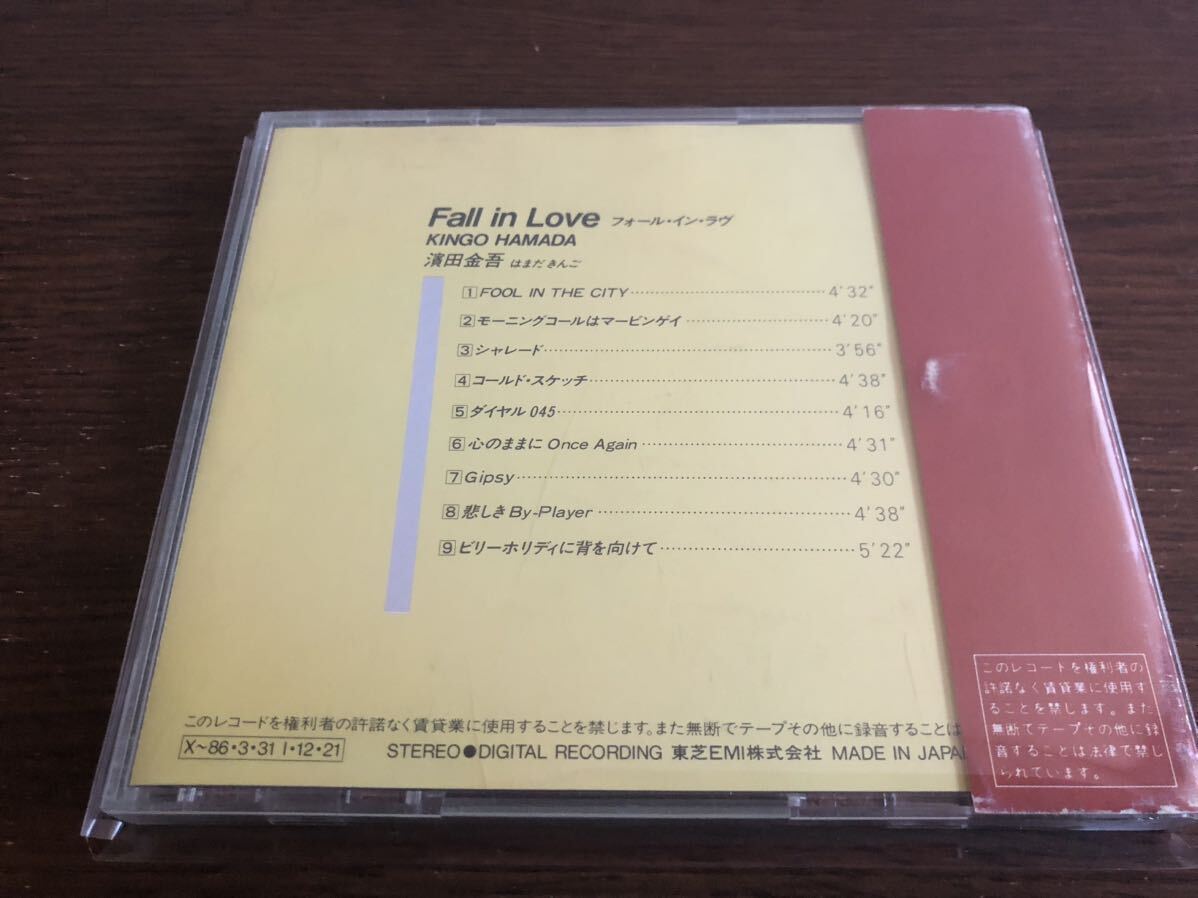 Fall in Love フォール・イン・ラヴ
KINGO HAMADA
濱田金吾 はまだきんご
1 FOOL IN THE CITY 4'32"
2 モーニングコールはマービンゲイ 4'20"
3 シャレード 3'56"
4 コールド・スケッチ 4'38"
5 ダイヤル045 4'16"
6 心のままに Once Again 4'31"
7 Gipsy 4'30"
8 悲しき By-Player 4'38"
9 ビリーホリディに背を向けて 5'22"
このレコードを権利者の許諾なく賃貸業に使用することを禁じます。また無断でテープその他に録音することは
X〜86・3・31 I・12・21
STEREO●DIGITAL RECORDING 東芝EMI株式会社 MADE IN JAPAN
このレコードを権利者の
許諾なく賃貸業に使用す
ることを禁じます。また
無断でテープその他に録
音することは法律で禁じ
られています。